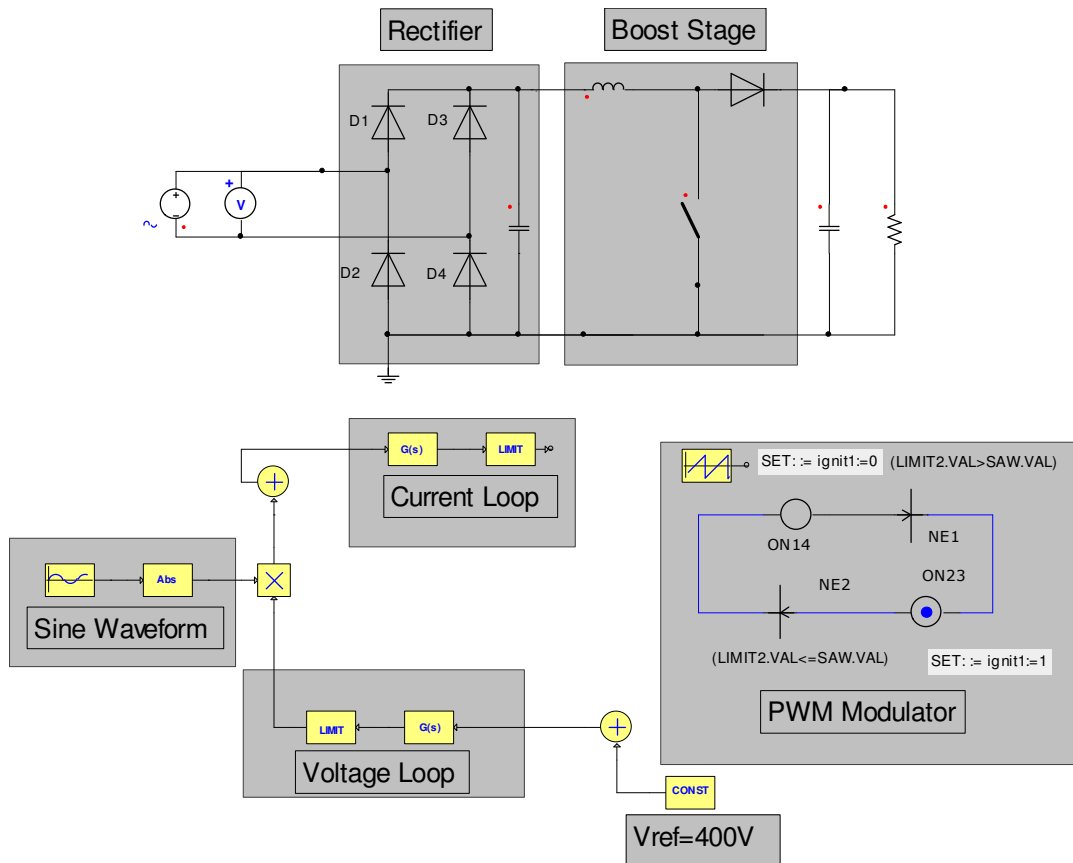 Rectifier
Boost Stage
D1
D3
+
V
D2
D4
G(s)
LIMIT
Current Loop
SET: := ignit1:=0
(LIMIT2.VAL>SAW.VAL)
ON14
NE1
Abs
Sine Waveform
NE2
ON23
(LIMIT2.VAL<=SAW.VAL)
SET: := ignit1:=1
PWM Modulator
LIMIT
G(s)
Voltage Loop
CONST
Vref=400V